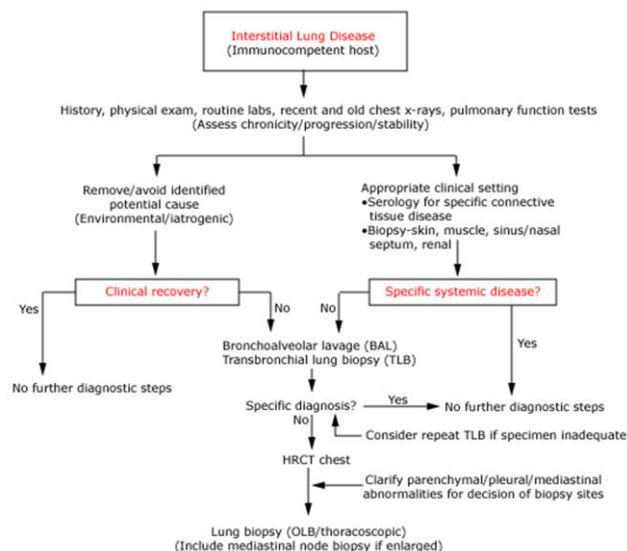 Interstitial Lung Disease
(Immunocompetent host)
History, physical exam, routine labs, recent and old chest x-rays, pulmonary function tests
(Assess chronicity/progression/stability)
Remove/avoid identified
potential cause
(Environmental/iatrogenic)
Appropriate clinical setting
•Serology for specific connective
tissue disease
•Biopsy-skin, muscle, sinus/nasal
septum, renal
Clinical recovery?
Specific systemic disease?
Yes
No
No
Yes
Bronchoalveolar lavage (BAL)
Transbronchial lung biopsy (TLB)
No further diagnostic steps
Specific diagnosis?
Yes
No further diagnostic steps
No
Consider repeat TLB if specimen inadequate
HRCT chest
Clarify parenchymal/pleural/mediastinal
abnormalities for decision of biopsy sites
Lung biopsy (OLB/thoracoscopic)
(Include mediastinal node biopsy if enlarged)